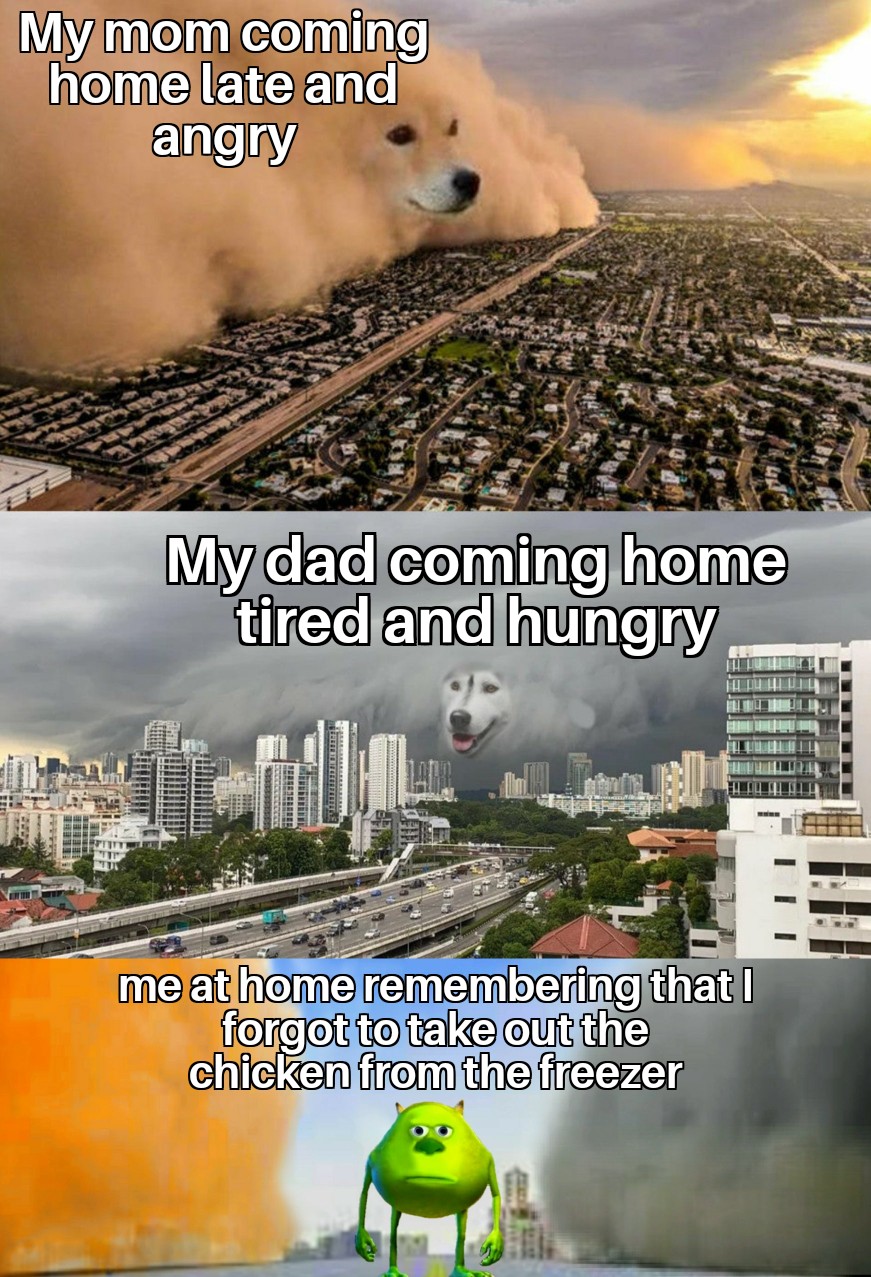 My mom coming
home late and
angry
My dad coming home
tired and hungry
me at home remembering that I
forgot to take out the
chicken from the freezer